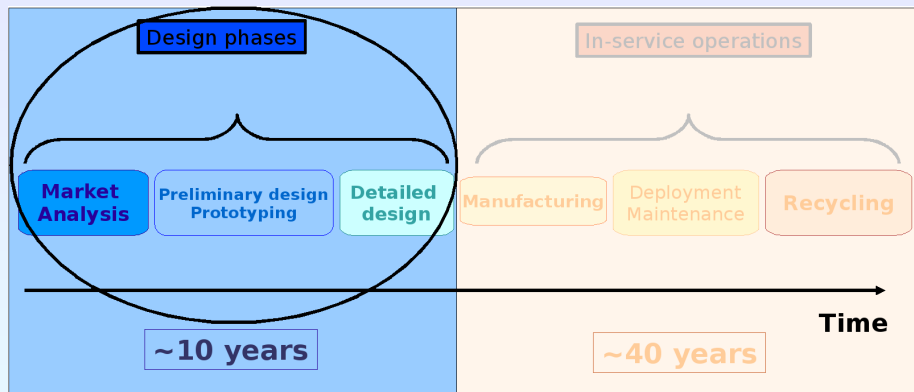 Design phases
In-service operations
Market
Analysis
Preliminary design
Prototyping
Detailed
design
Manufacturing
Deployment
Maintenance
Recycling
Time
~10 years
~40 years